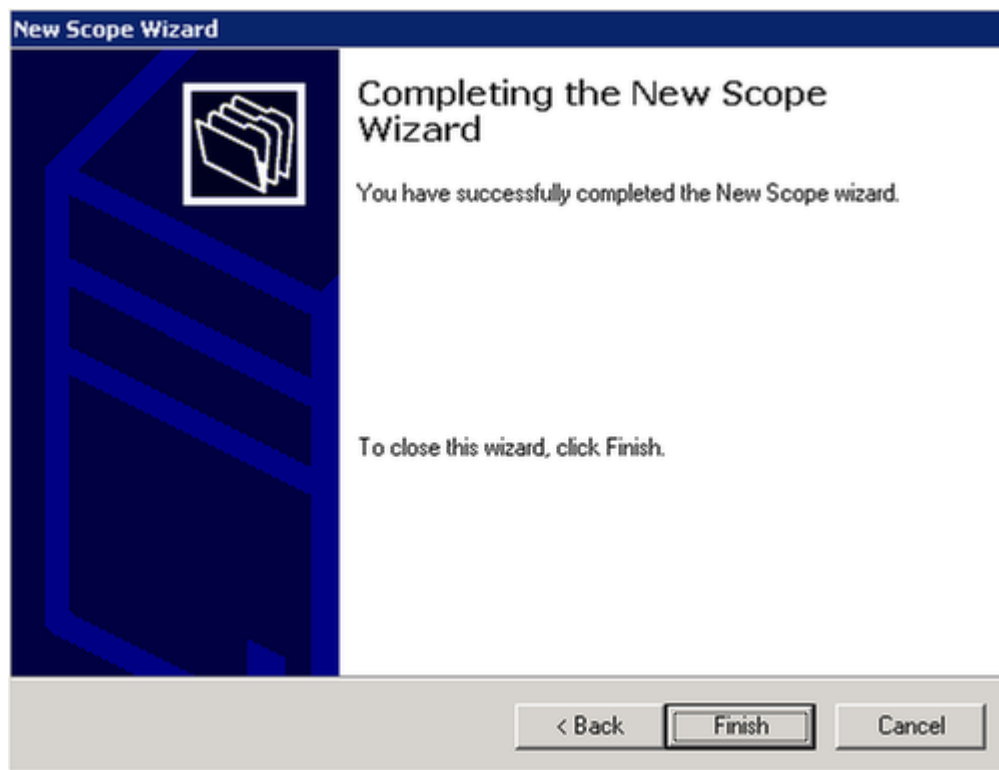 New Scope Wizard
Completing the New Scope
Wizard
You have successfully completed the New Scope wizard.
To close this wizard, click Finish.
< Back
Finish
Cancel